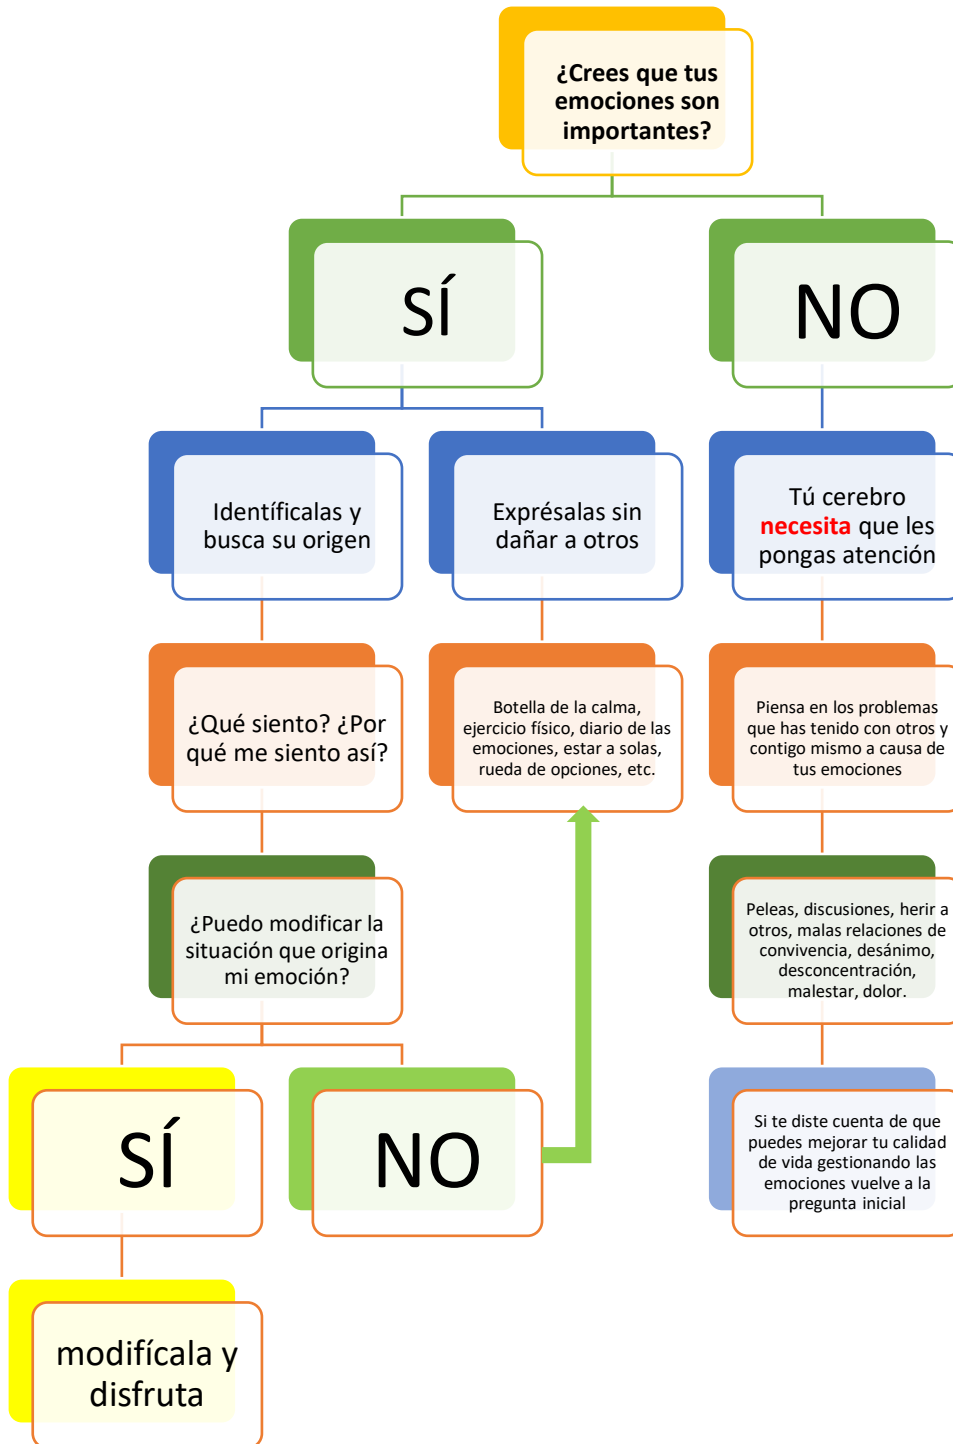 ¿Crees que tus
emociones son
importantes?
SÍ
NO
Identifícalas y
busca su origen
Exprésalas sin
dañar a otros
Tú cerebro
necesita que les
pongas atención
¿Qué siento? ¿Por
qué me siento así?
Botella de la calma,
ejercicio físico, diario de las
emociones, estar a solas,
rueda de opciones, etc.
Piensa en los problemas
que has tenido con otros y
contigo mismo a causa de
tus emociones
¿Puedo modificar la
situación que origina
mi emoción?
Peleas, discusiones, herir a
otros, malas relaciones de
convivencia, desánimo,
desconcentración,
malestar, dolor.
SÍ
NO
Si te diste cuenta de que
puedes mejorar tu calidad
de vida gestionando las
emociones vuelve a la
pregunta inicial
modifícala y
disfruta